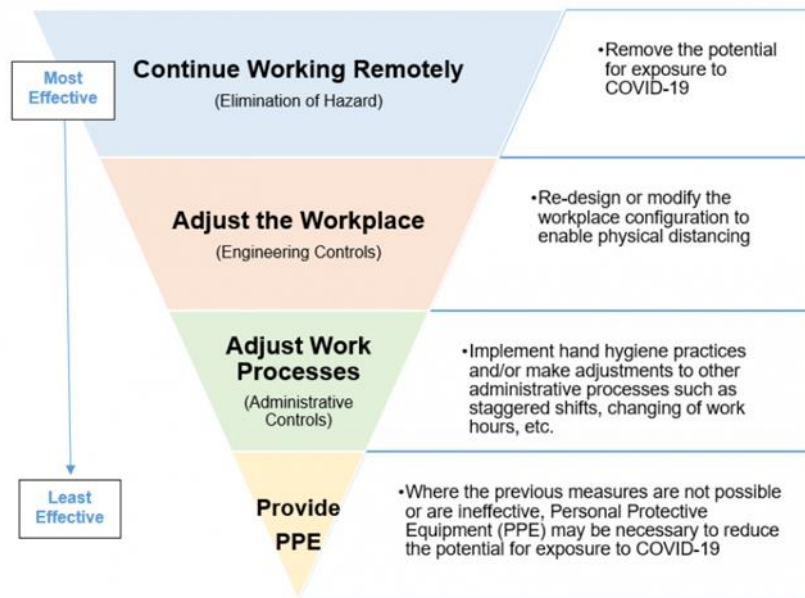 Most
Effective
Continue Working Remotely
(Elimination of Hazard)
•Remove the potential
for exposure to
COVID-19
Adjust the Workplace
(Engineering Controls)
•Re-design or modify the
workplace configuration to
enable physical distancing
Adjust Work
Processes
(Administrative
Controls)
•Implement hand hygiene practices
and/or make adjustments to other
administrative processes such as
staggered shifts, changing of work
hours, etc.
Least
Effective
Provide
PPE
•Where the previous measures are not possible
or are ineffective, Personal Protective
Equipment (PPE) may be necessary to reduce
the potential for exposure to COVID-19